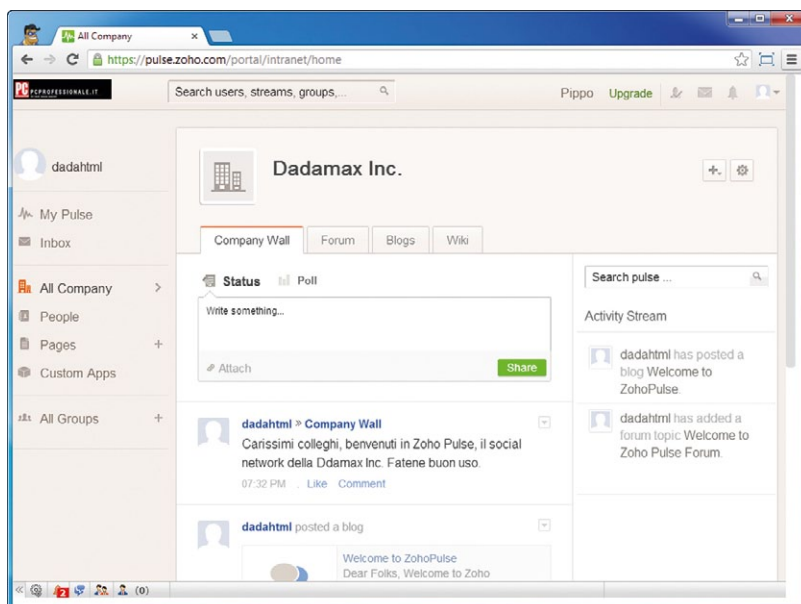 All Company
https://pulse.zoho.com/portal/intranet/home
PC PCPROFESSIONALE.IT
Search users, streams, groups,...
Pippo Upgrade
dadahtml
My Pulse
Inbox
All Company
People
Pages
Custom Apps
All Groups
Dadamax Inc.
Company Wall Forum Blogs Wiki
Status Poll
Write something...
Attach Share
dadahtml » Company Wall
Carissimi colleghi, benvenuti in Zoho Pulse, il social
network della Ddamax Inc. Fatene buon uso.
07:32 PM . Like Comment
dadahtml posted a blog
Welcome to ZohoPulse
Dear Folks, Welcome to Zoho
Search pulse ...
Activity Stream
dadahtml has posted a
blog Welcome to
ZohoPulse.
dadahtml has added a
forum topic Welcome to
Zoho Pulse Forum.
2 (0)